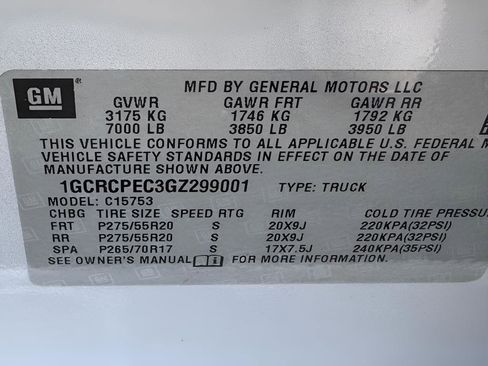 GM
MFD BY GENERAL MOTORS LLC
GVWR GAWR FRT GAWR RR
3175 KG 1746 KG 1792 KG
7000 LB 3850 LB 3950 LB
THIS VEHICLE CONFORMS TO ALL APPLICABLE U.S. FEDERAL
VEHICLE SAFETY STANDARDS IN EFFECT ON THE DATE OF
MANUFACTURE SHOWN ABOVE.
1GCRCPEC3GZ299001 TYPE: TRUCK
MODEL: C15753
CHBG TIRE SIZE SPEED RTG RIM COLD TIRE PRESSU
FRT P275/55R20 S 20X9J 220KPA(32PSI)
RR P275/55R20 S 20X9J 220KPA(32PSI)
SPA P265/70R17 S 17X7.5J 240KPA(35PSI)
SEE OWNER'S MANUAL i FOR MORE INFORMATION.